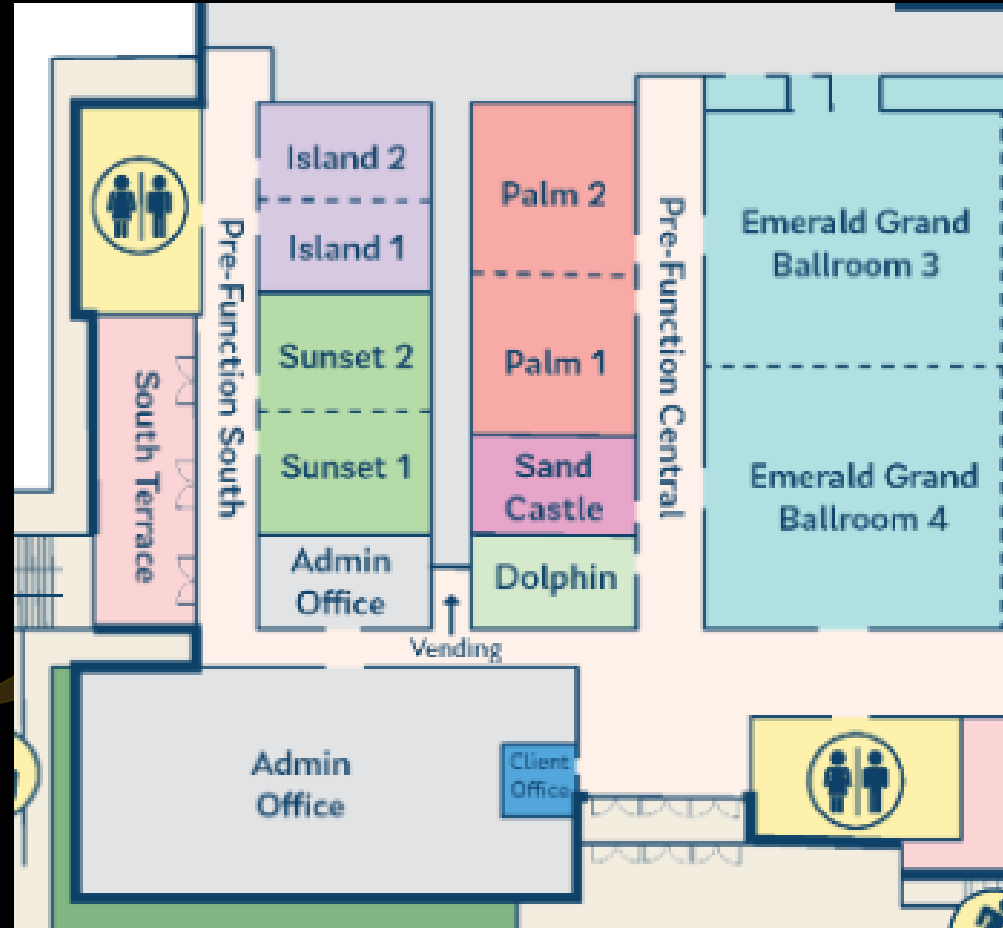 Island 2
Island 1
Sunset 2
Sunset 1
Admin
Office
Pre-Function South
South Terrace
Palm 2
Palm 1
Sand
Castle
Dolphin
Vending
Pre-Function Central
Emerald Grand
Ballroom 3
Emerald Grand
Ballroom 4
Admin
Office
Client
Office